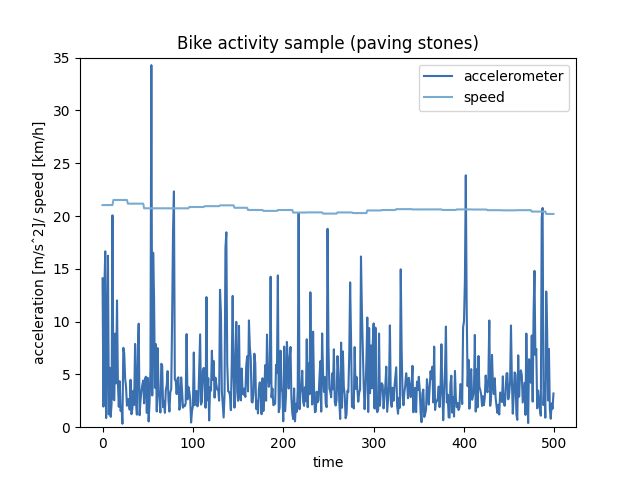 Bike activity sample (paving stones)
accelerometer
speed
acceleration [m/s^2]/ speed [km/h]
35
30
25
20
15
10
5
0
0 100 200 300 400 500
time